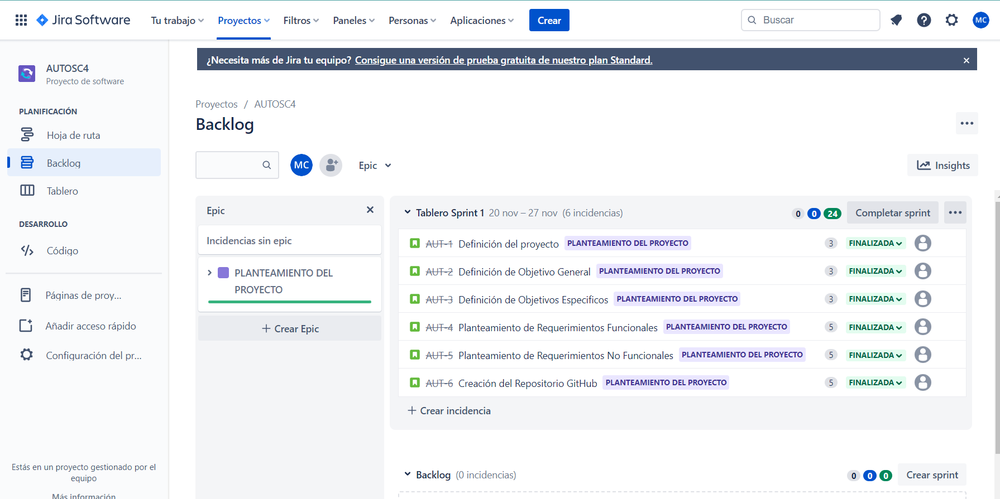 Jira Software Tu trabajo Proyectos Filtros Paneles Personas Aplicaciones Crear Buscar MC
¿Necesita más de Jira tu equipo? Consigue una versión de prueba gratuita de nuestro plan Standard.
AUTOSC4
Proyecto de software
PLANIFICACIÓN
Hoja de ruta
Backlog
Tablero
DESARROLLO
Código
Páginas de proy...
Añadir acceso rápido
Configuración del pr...
Estás en un proyecto gestionado por el
equipo
Más información
Proyectos / AUTOSC4
Backlog
MC Epic Insights
Epic
Incidencias sin epic
PLANTEAMIENTO DEL
PROYECTO
+ Crear Epic
Tablero Sprint 1 20 nov – 27 nov (6 incidencias) 0 0 24 Completar sprint
AUT-1 Definición del proyecto PLANTEAMIENTO DEL PROYECTO 3 FINALIZADA
AUT-2 Definición de Objetivo General PLANTEAMIENTO DEL PROYECTO 3 FINALIZADA
AUT-3 Definición de Objetivos Especificos PLANTEAMIENTO DEL PROYECTO 3 FINALIZADA
AUT-4 Planteamiento de Requerimientos Funcionales PLANTEAMIENTO DEL PROYECTO 5 FINALIZADA
AUT-5 Planteamiento de Requerimientos No Funcionales PLANTEAMIENTO DEL PROYECTO 5 FINALIZADA
AUT-6 Creación del Repositorio GitHub PLANTEAMIENTO DEL PROYECTO 5 FINALIZADA
+ Crear incidencia
Backlog (0 incidencias) 0 0 0 Crear sprint